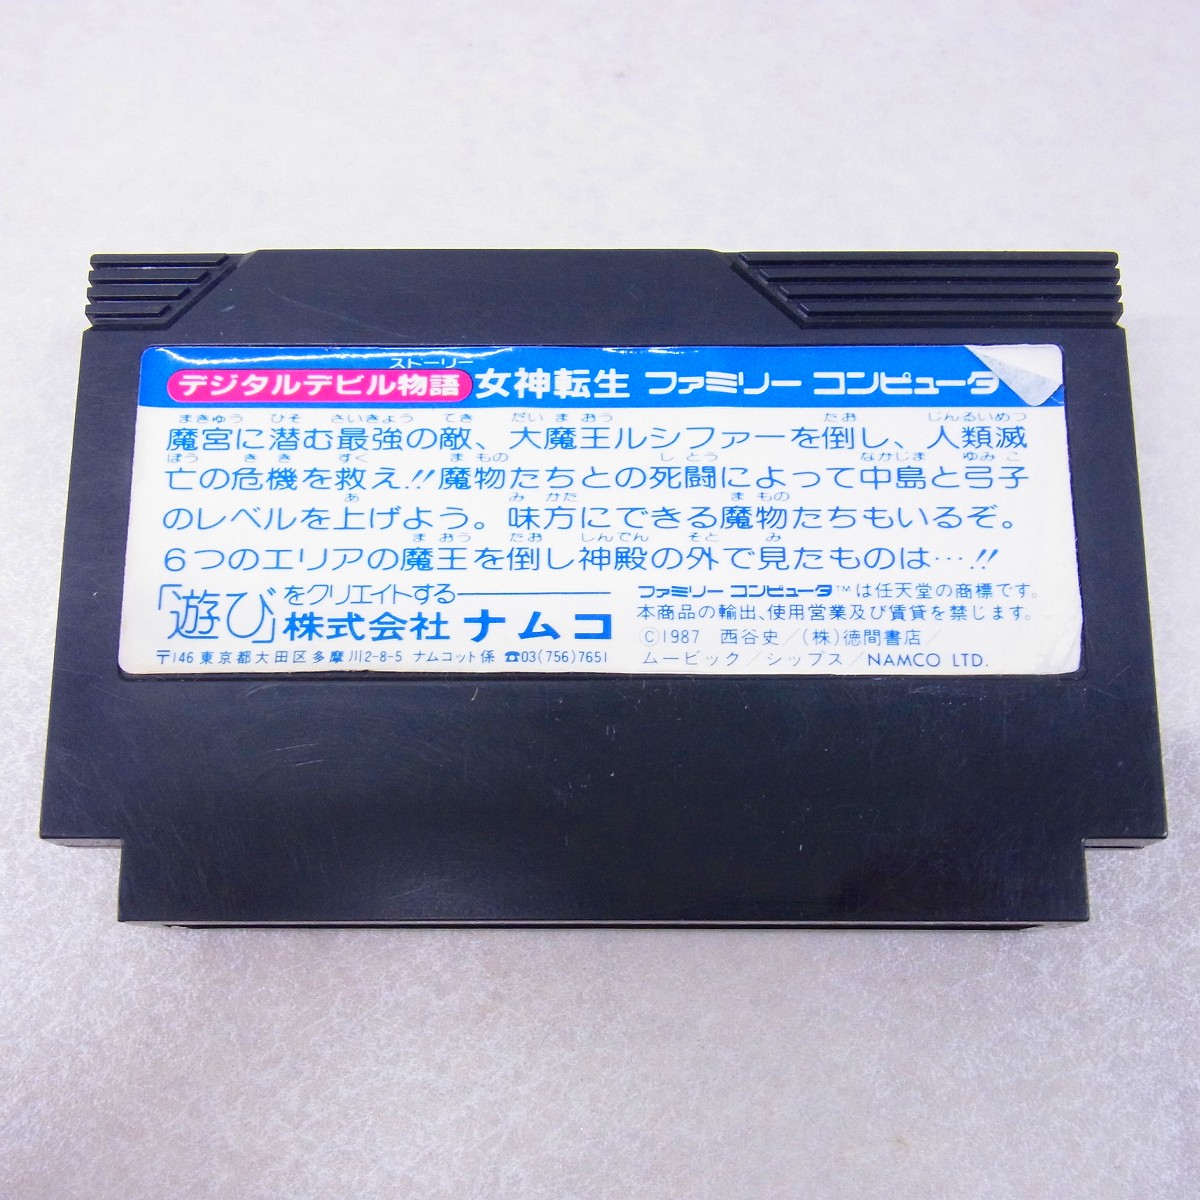 ストーリー
デジタルデビル物語 女神転生 ファミリー コンピュータ
まきゅう ひそ さいきょう てき だい ま おう たお じんるいめつ
魔宮に潜む最強の敵、大魔王ルシファーを倒し、人類滅
ぼう き き すく ま もの し とう なかじま ゆみ こ
亡の危機を救え!!魔物たちとの死闘によって中島と弓子
あ み かた ま もの
のレベルを上げよう。味方にできる魔物たちもいるぞ。
ま おう たお しんでん そと み
6つのエリアの魔王を倒し神殿の外で見たものは…!!
「遊び」をクリエイトする
株式会社 ナムコ
〒146 東京都大田区多摩川2-8-5 ナムコット係 ☎03(756)7651
ファミリー コンピュータ™は任天堂の商標です。
本商品の輸出、使用営業及び賃貸を禁じます。
©1987 西谷史/(株)徳間書店/
ムービック/シップス/NAMCO LTD.